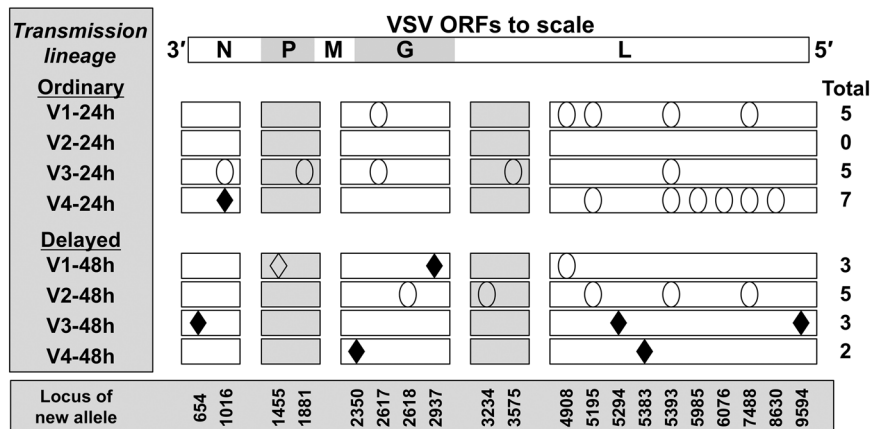 Transmission lineage
VSV ORFs to scale
3′ N P M G L 5′
Ordinary
Total
V1-24h 5
V2-24h 0
V3-24h 5
V4-24h 7
Delayed
V1-48h 3
V2-48h 5
V3-48h 3
V4-48h 2
Locus of new allele
654 1016 1455 1881 2350 2617 2618 2937 3234 3575 4908 5195 5294 5383 5393 5985 6076 7488 8630 9594